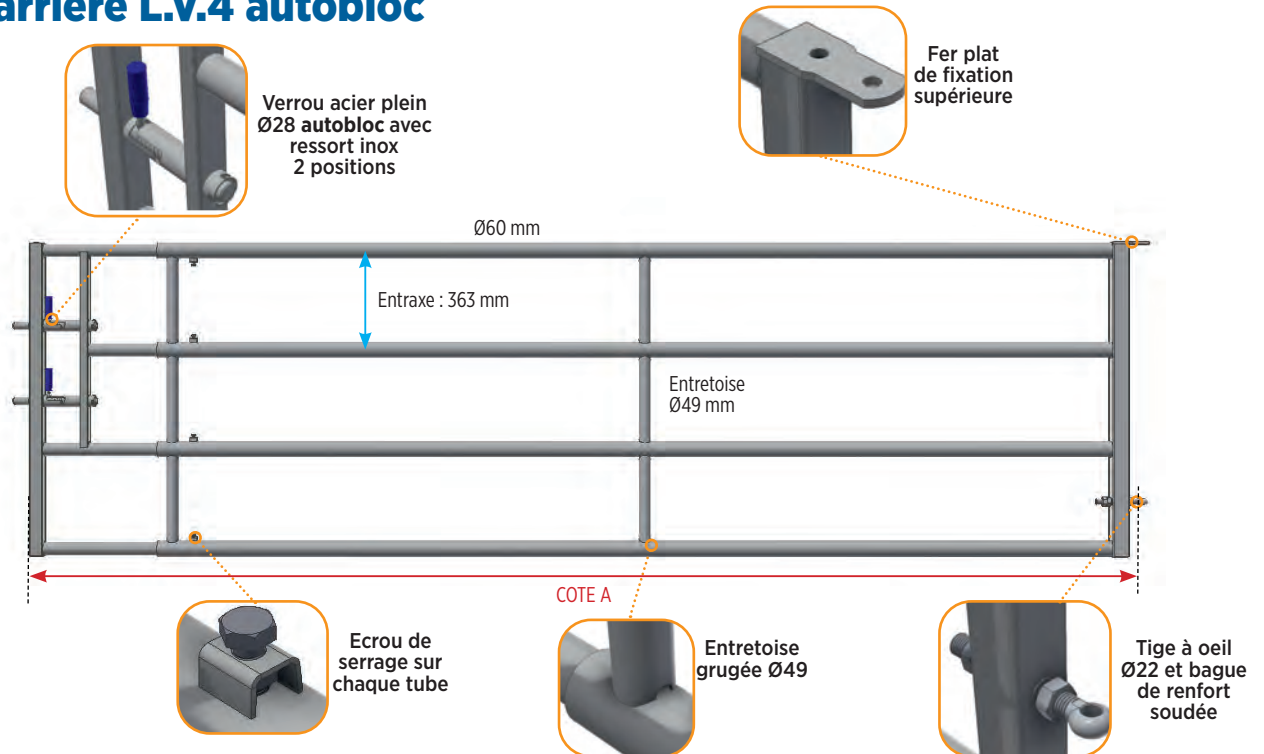 arrière L.V.4 autobloc
Fer plat
de fixation
supérieure
Verrou acier plein
Ø28 autobloc avec
ressort inox
2 positions
Ø60 mm
Entraxe : 363 mm
Entretoise
Ø49 mm
COTE A
Ecrou de
serrage sur
chaque tube
Entretoise
grugée Ø49
Tige à oeil
Ø22 et bague
de renfort
soudée